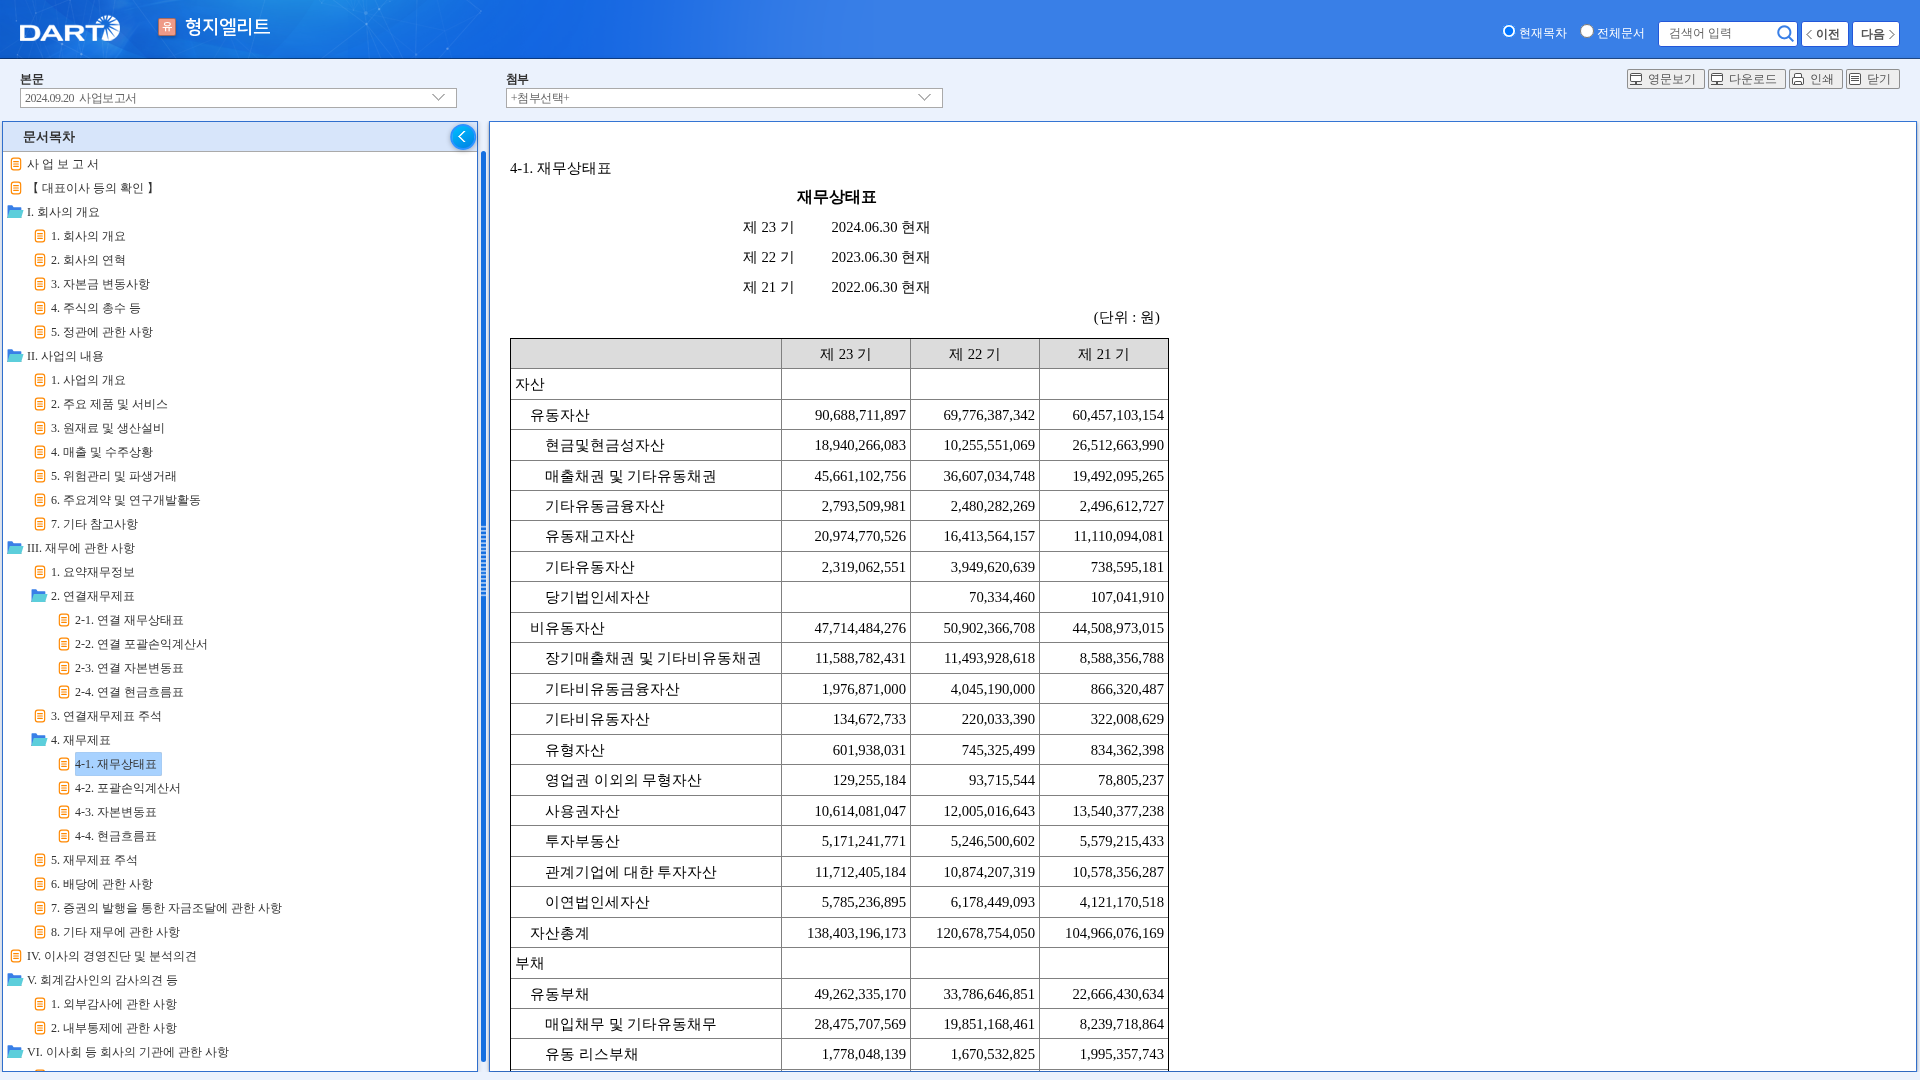 DART
유 형지엘리트
현재목차 전체문서 검색어 입력 이전 다음
본문
2024.09.20 사업보고서
첨부
+첨부선택+
영문보기 다운로드 인쇄 닫기
문서목차
사 업 보 고 서
【 대표이사 등의 확인 】
I. 회사의 개요
1. 회사의 개요
2. 회사의 연혁
3. 자본금 변동사항
4. 주식의 총수 등
5. 정관에 관한 사항
II. 사업의 내용
1. 사업의 개요
2. 주요 제품 및 서비스
3. 원재료 및 생산설비
4. 매출 및 수주상황
5. 위험관리 및 파생거래
6. 주요계약 및 연구개발활동
7. 기타 참고사항
III. 재무에 관한 사항
1. 요약재무정보
2. 연결재무제표
2-1. 연결 재무상태표
2-2. 연결 포괄손익계산서
2-3. 연결 자본변동표
2-4. 연결 현금흐름표
3. 연결재무제표 주석
4. 재무제표
4-1. 재무상태표
4-2. 포괄손익계산서
4-3. 자본변동표
4-4. 현금흐름표
5. 재무제표 주석
6. 배당에 관한 사항
7. 증권의 발행을 통한 자금조달에 관한 사항
8. 기타 재무에 관한 사항
IV. 이사의 경영진단 및 분석의견
V. 회계감사인의 감사의견 등
1. 외부감사에 관한 사항
2. 내부통제에 관한 사항
VI. 이사회 등 회사의 기관에 관한 사항
4-1. 재무상태표
재무상태표
제 23 기 2024.06.30 현재
제 22 기 2023.06.30 현재
제 21 기 2022.06.30 현재
(단위 : 원)
제 23 기 제 22 기 제 21 기
자산
유동자산 90,688,711,897 69,776,387,342 60,457,103,154
현금및현금성자산 18,940,266,083 10,255,551,069 26,512,663,990
매출채권 및 기타유동채권 45,661,102,756 36,607,034,748 19,492,095,265
기타유동금융자산 2,793,509,981 2,480,282,269 2,496,612,727
유동재고자산 20,974,770,526 16,413,564,157 11,110,094,081
기타유동자산 2,319,062,551 3,949,620,639 738,595,181
당기법인세자산 70,334,460 107,041,910
비유동자산 47,714,484,276 50,902,366,708 44,508,973,015
장기매출채권 및 기타비유동채권 11,588,782,431 11,493,928,618 8,588,356,788
기타비유동금융자산 1,976,871,000 4,045,190,000 866,320,487
기타비유동자산 134,672,733 220,033,390 322,008,629
유형자산 601,938,031 745,325,499 834,362,398
영업권 이외의 무형자산 129,255,184 93,715,544 78,805,237
사용권자산 10,614,081,047 12,005,016,643 13,540,377,238
투자부동산 5,171,241,771 5,246,500,602 5,579,215,433
관계기업에 대한 투자자산 11,712,405,184 10,874,207,319 10,578,356,287
이연법인세자산 5,785,236,895 6,178,449,093 4,121,170,518
자산총계 138,403,196,173 120,678,754,050 104,966,076,169
부채
유동부채 49,262,335,170 33,786,646,851 22,666,430,634
매입채무 및 기타유동채무 28,475,707,569 19,851,168,461 8,239,718,864
유동 리스부채 1,778,048,139 1,670,532,825 1,995,357,743